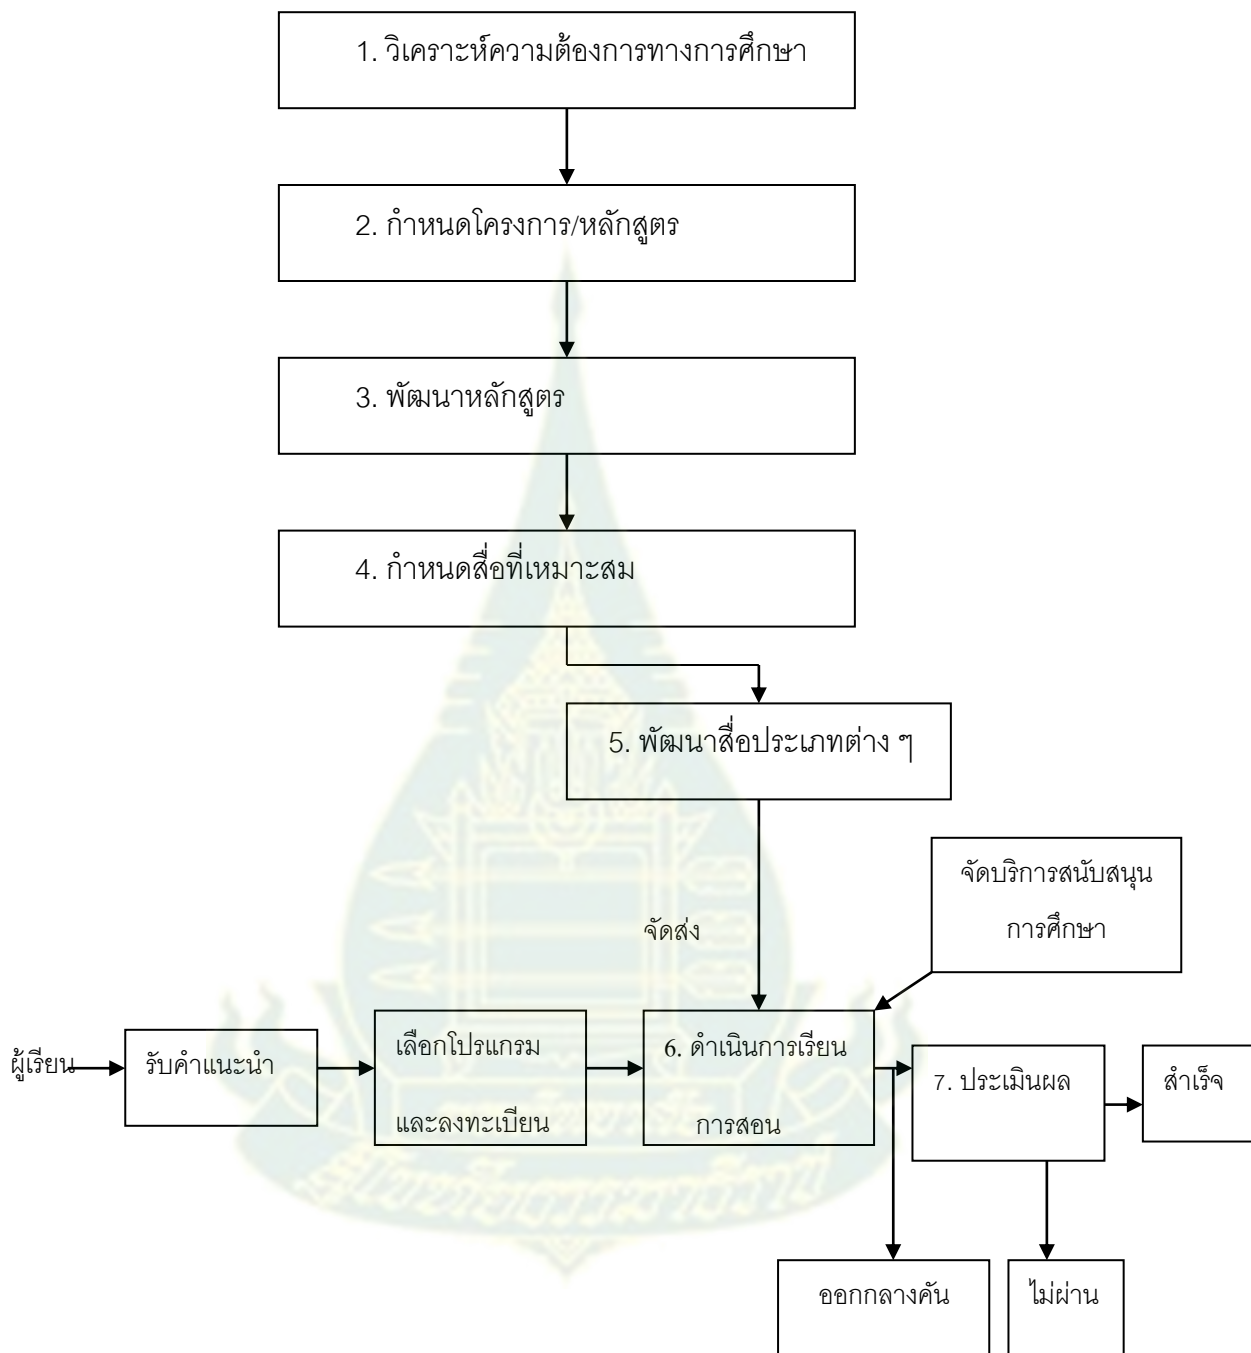 1. วิเคราะห์ความต้องการทางการศึกษา
2. กำหนดโครงการ/หลักสูตร
3. พัฒนาหลักสูตร
4. กำหนดสื่อที่เหมาะสม
5. พัฒนาสื่อประเภทต่าง ๆ
จัดบริการสนับสนุน
การศึกษา
จัดส่ง
ผู้เรียน
รับคำแนะนำ
เลือกโปรแกรม
และลงทะเบียน
6. ดำเนินการเรียน
การสอน
7. ประเมินผล
สำเร็จ
ออกกลางคัน
ไม่ผ่าน